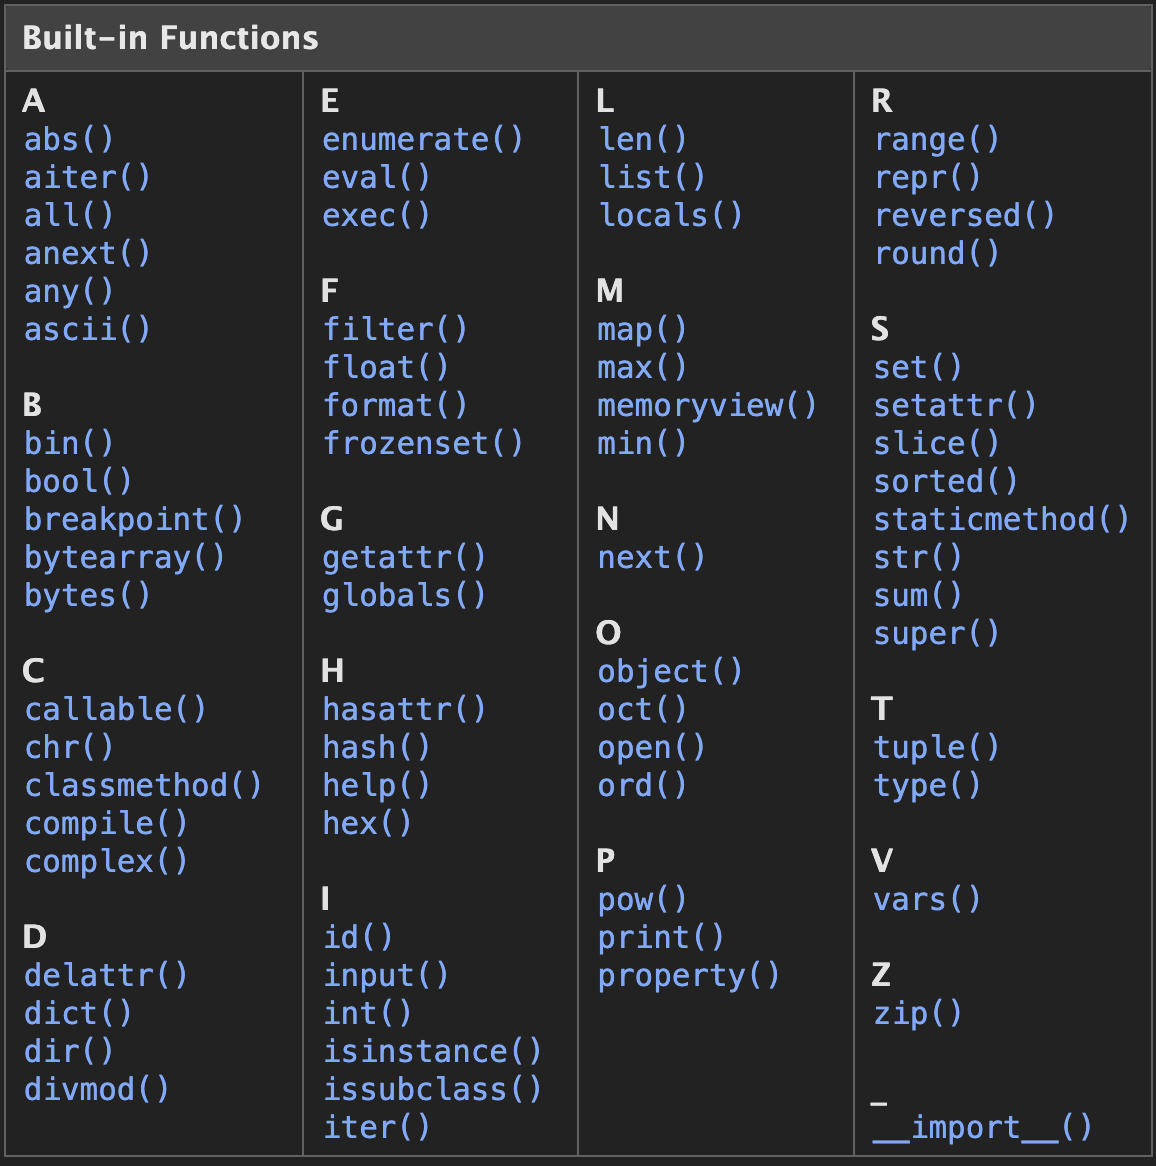 Built-in Functions
A
abs()
aiter()
all()
anext()
any()
ascii()
B
bin()
bool()
breakpoint()
bytearray()
bytes()
C
callable()
chr()
classmethod()
compile()
complex()
D
delattr()
dict()
dir()
divmod()
E
enumerate()
eval()
exec()
F
filter()
float()
format()
frozenset()
G
getattr()
globals()
H
hasattr()
hash()
help()
hex()
I
id()
input()
int()
isinstance()
issubclass()
iter()
L
len()
list()
locals()
M
map()
max()
memoryview()
min()
N
next()
O
object()
oct()
open()
ord()
P
pow()
print()
property()
R
range()
repr()
reversed()
round()
S
set()
setattr()
slice()
sorted()
staticmethod()
str()
sum()
super()
T
tuple()
type()
V
vars()
Z
zip()
_
__import__()